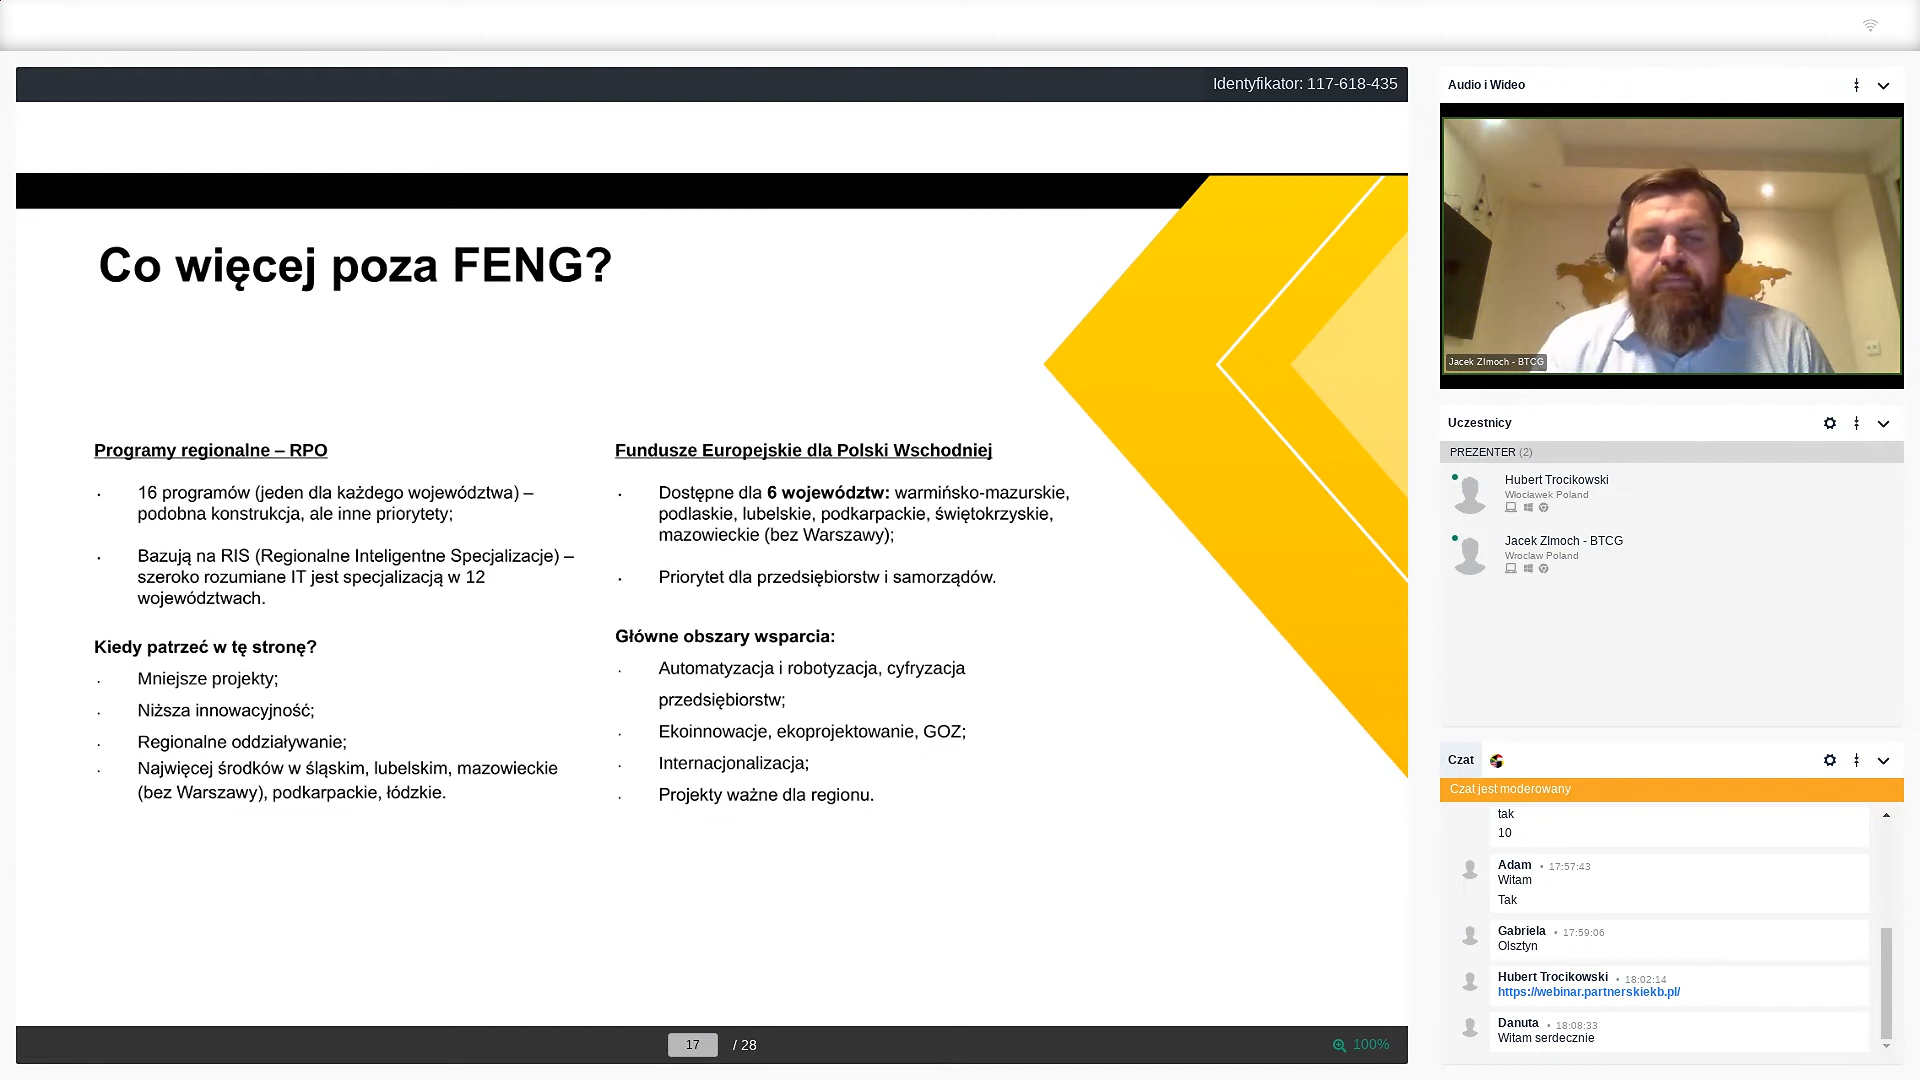 Identyfikator: 117-618-435
Co więcej poza FENG?
Programy regionalne – RPO
16 programów (jeden dla każdego województwa) –
podobna konstrukcja, ale inne priorytety;
Bazują na RIS (Regionalne Inteligentne Specjalizacje) –
szeroko rozumiane IT jest specjalizacją w 12
województwach.
Kiedy patrzeć w tę stronę?
Mniejsze projekty;
Niższa innowacyjność;
Regionalne oddziaływanie;
Najwięcej środków w śląskim, lubelskim, mazowieckie
(bez Warszawy), podkarpackie, łódzkie.
Fundusze Europejskie dla Polski Wschodniej
Dostępne dla 6 województw: warmińsko-mazurskie,
podlaskie, lubelskie, podkarpackie, świętokrzyskie,
mazowieckie (bez Warszawy);
Priorytet dla przedsiębiorstw i samorządów.
Główne obszary wsparcia:
Automatyzacja i robotyzacja, cyfryzacja
przedsiębiorstw;
Ekoinnowacje, ekoprojektowanie, GOZ;
Internacjonalizacja;
Projekty ważne dla regionu.
17 / 28
100%
Audio i Wideo
Jacek ZImoch - BTCG
Uczestnicy
PREZENTER (2)
Hubert Trocikowski
Włocławek Poland
Jacek ZImoch - BTCG
Wroclaw Poland
Czat
Czat jest moderowany
tak
10
Adam • 17:57:43
Witam
Tak
Gabriela • 17:59:06
Olsztyn
Hubert Trocikowski • 18:02:14
https://webinar.partnerskiekb.pl/
Danuta • 18:08:33
Witam serdecznie